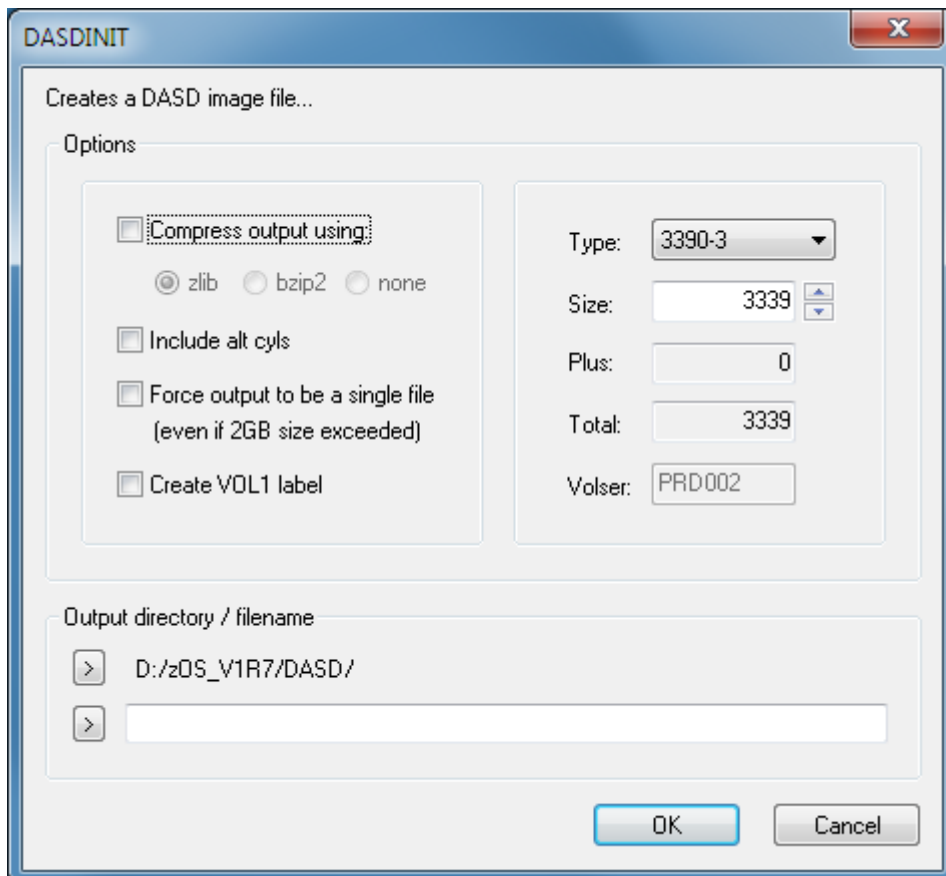 DASDINIT
Creates a DASD image file...
Options
Compress output using:
zlib bzip2 none
Include alt cyls
Force output to be a single file
(even if 2GB size exceeded)
Create VOL1 label
Type: 3390-3
Size: 3339
Plus: 0
Total: 3339
Volser: PRD002
Output directory / filename
> D:/zOS_V1R7/DASD/
>
OK Cancel